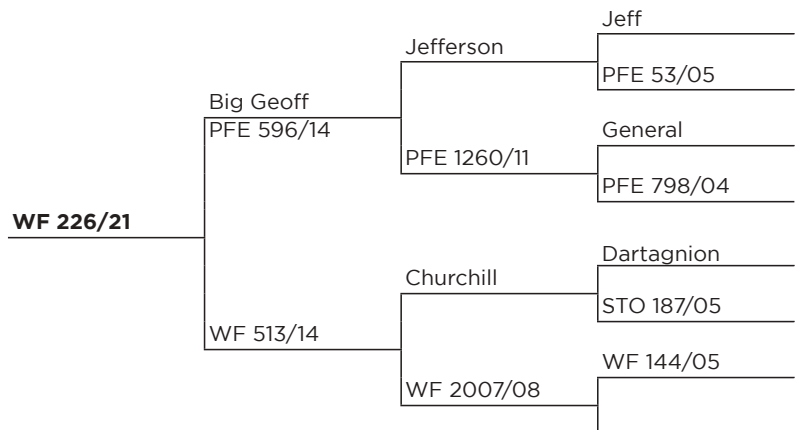 Jeff
Jefferson
PFE 53/05
Big Geoff
PFE 596/14
General
PFE 1260/11
PFE 798/04
WF 226/21
Dartagnion
Churchill
STO 187/05
WF 513/14
WF 144/05
WF 2007/08